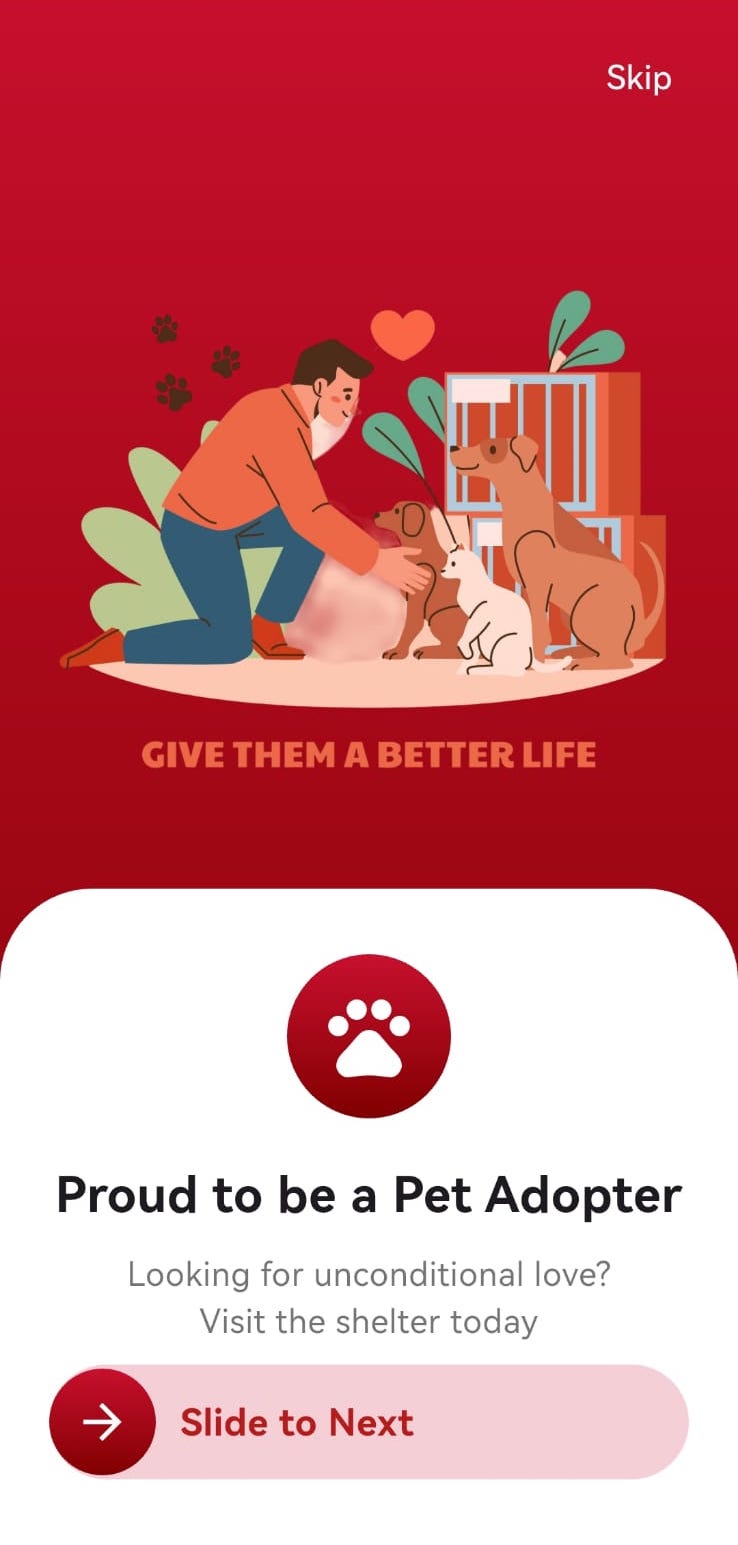 Skip
GIVE THEM A BETTER LIFE
Proud to be a Pet Adopter
Looking for unconditional love?
Visit the shelter today
Slide to Next